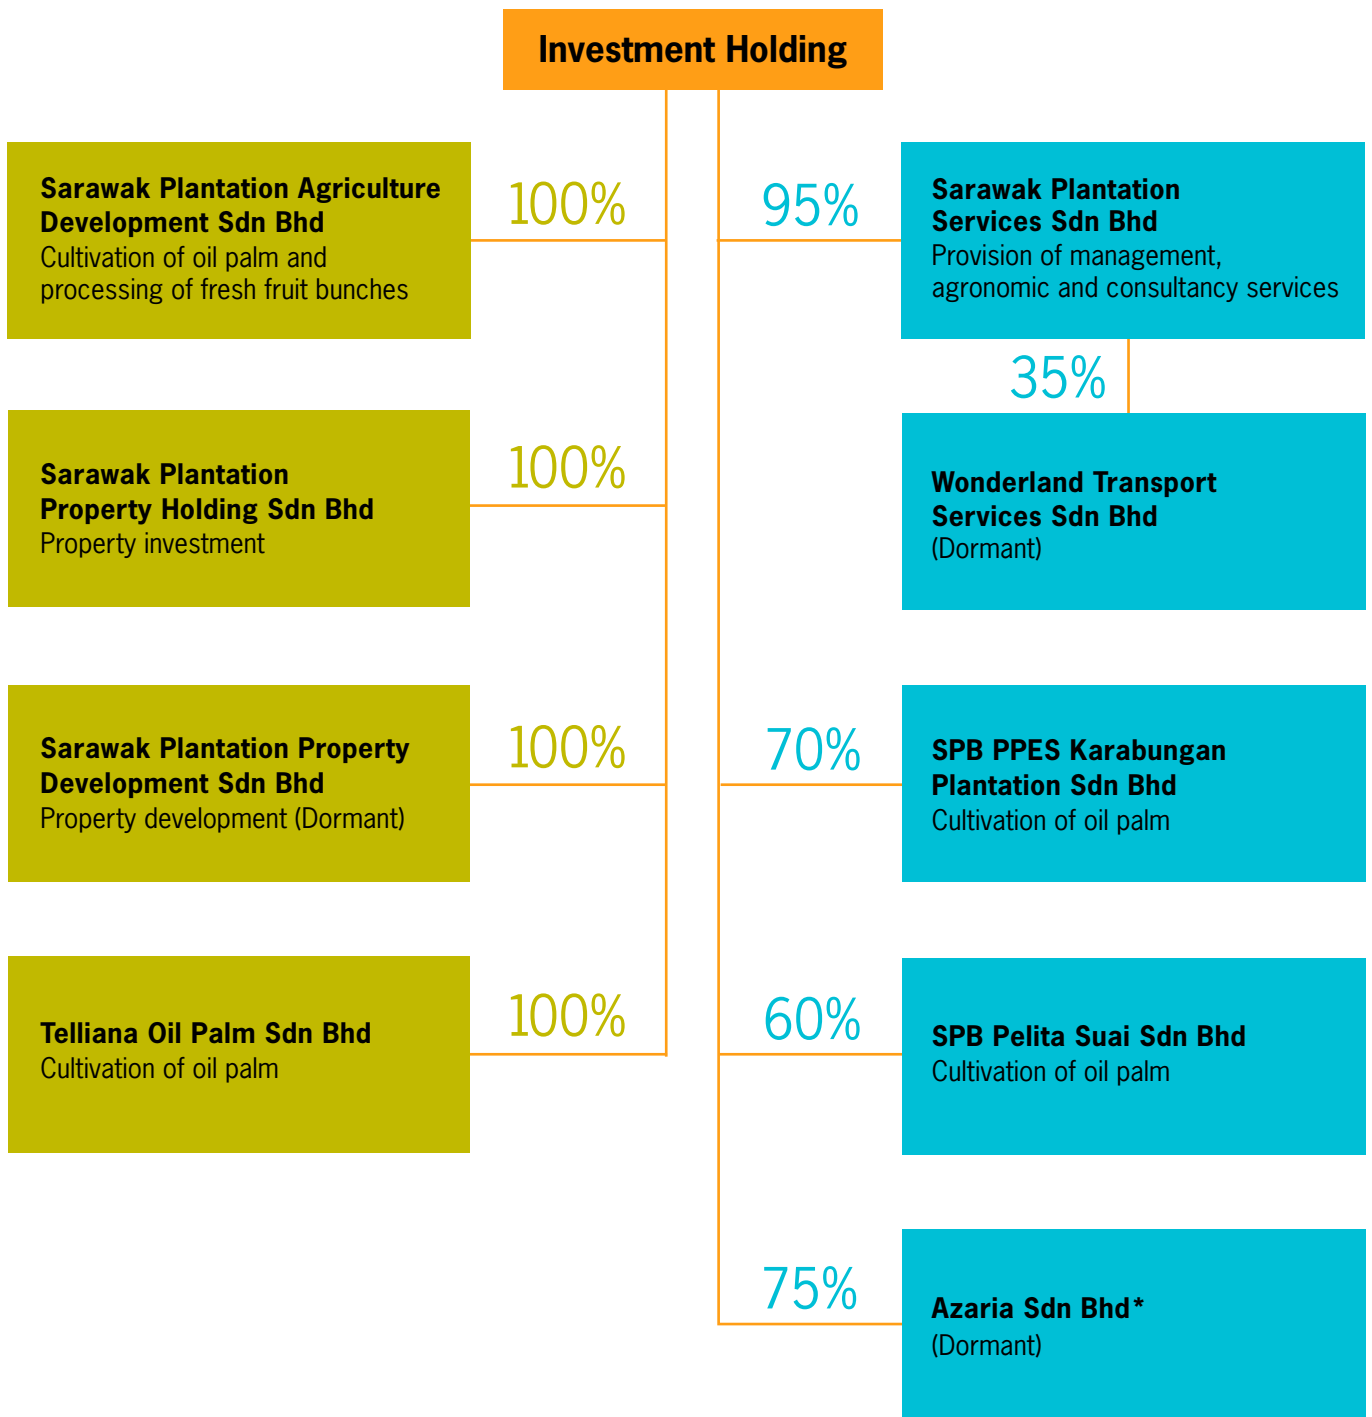 Investment Holding
Sarawak Plantation Agriculture
Development Sdn Bhd
Cultivation of oil palm and
processing of fresh fruit bunches
100%
95%
Sarawak Plantation
Services Sdn Bhd
Provision of management,
agronomic and consultancy services
35%
Sarawak Plantation
Property Holding Sdn Bhd
Property investment
100%
Wonderland Transport
Services Sdn Bhd
(Dormant)
Sarawak Plantation Property
Development Sdn Bhd
Property development (Dormant)
100%
70%
SPB PPES Karabungan
Plantation Sdn Bhd
Cultivation of oil palm
Telliana Oil Palm Sdn Bhd
Cultivation of oil palm
100%
60%
SPB Pelita Suai Sdn Bhd
Cultivation of oil palm
75%
Azaria Sdn Bhd*
(Dormant)